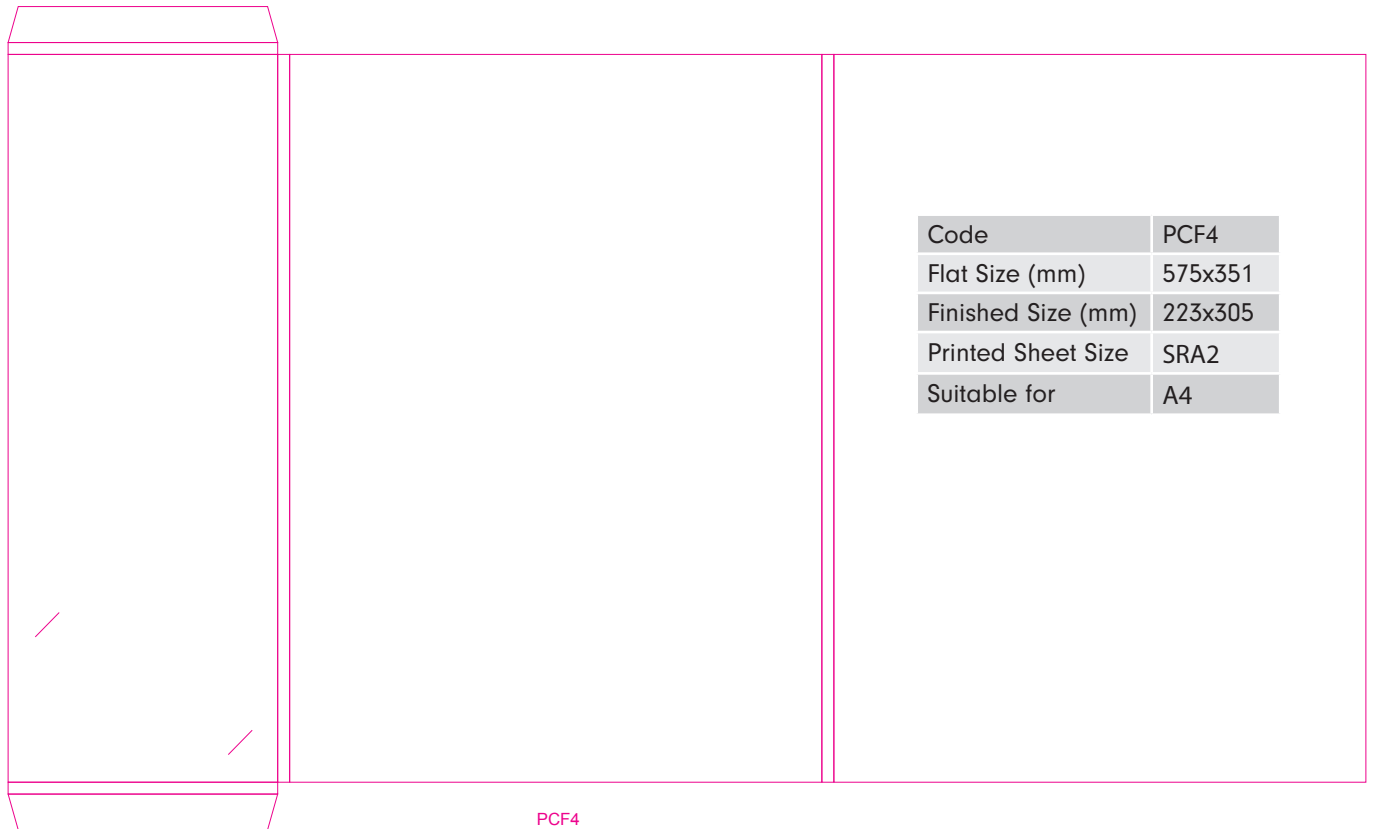 Code PCF4
Flat Size (mm) 575x351
Finished Size (mm) 223x305
Printed Sheet Size SRA2
Suitable for A4
PCF4